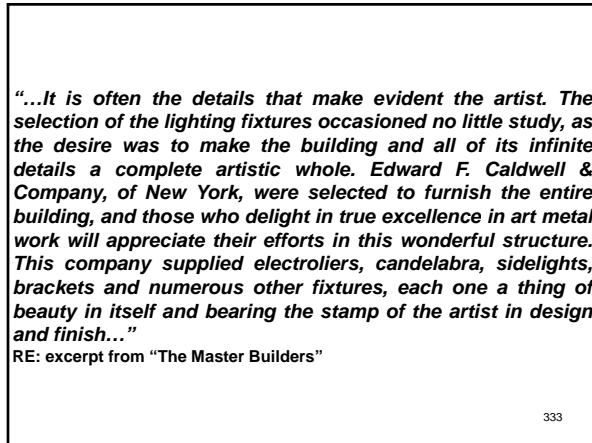 “…It is often the details that make evident the artist. The
selection of the lighting fixtures occasioned no little study, as
the desire was to make the building and all of its infinite
details a complete artistic whole. Edward F. Caldwell &
Company, of New York, were selected to furnish the entire
building, and those who delight in true excellence in art metal
work will appreciate their efforts in this wonderful structure.
This company supplied electroliers, candelabra, sidelights,
brackets and numerous other fixtures, each one a thing of
beauty in itself and bearing the stamp of the artist in design
and finish…”
RE: excerpt from “The Master Builders”
333